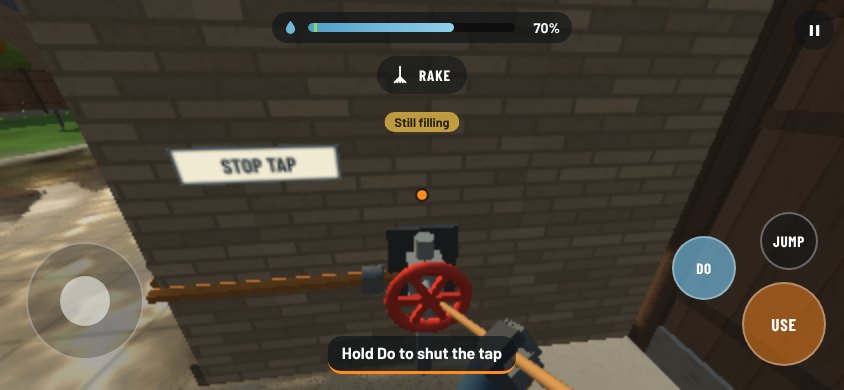 70%
RAKE
Still filling
STOP TAP
JUMP
DO
USE
Hold Do to shut the tap